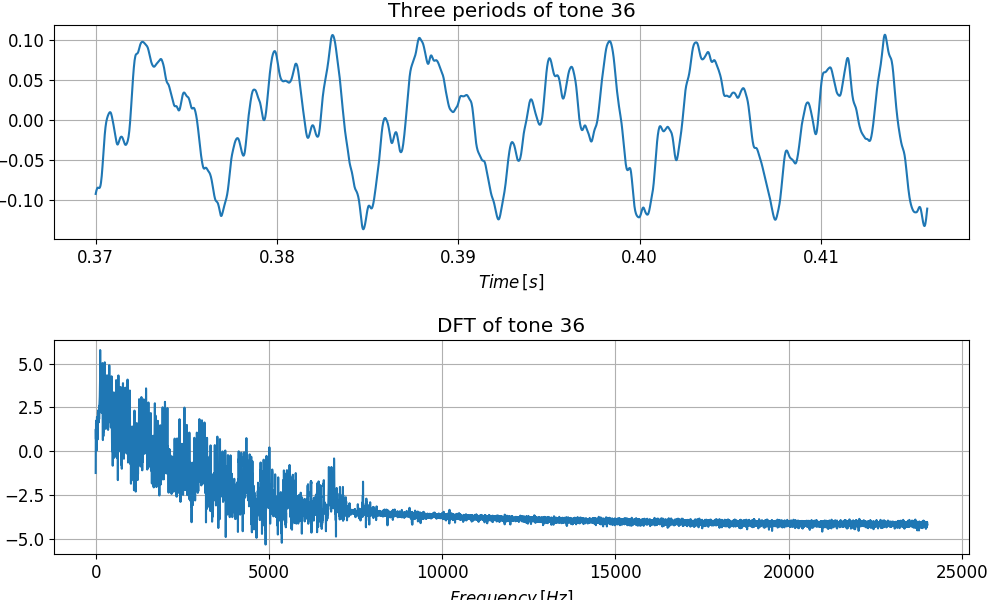 Three periods of tone 36
0.10
0.05
0.00
−0.05
−0.10
0.37 0.38 0.39 0.40 0.41
Time [s]
DFT of tone 36
5.0
2.5
0.0
−2.5
−5.0
0 5000 10000 15000 20000 25000
Frequency [Hz]